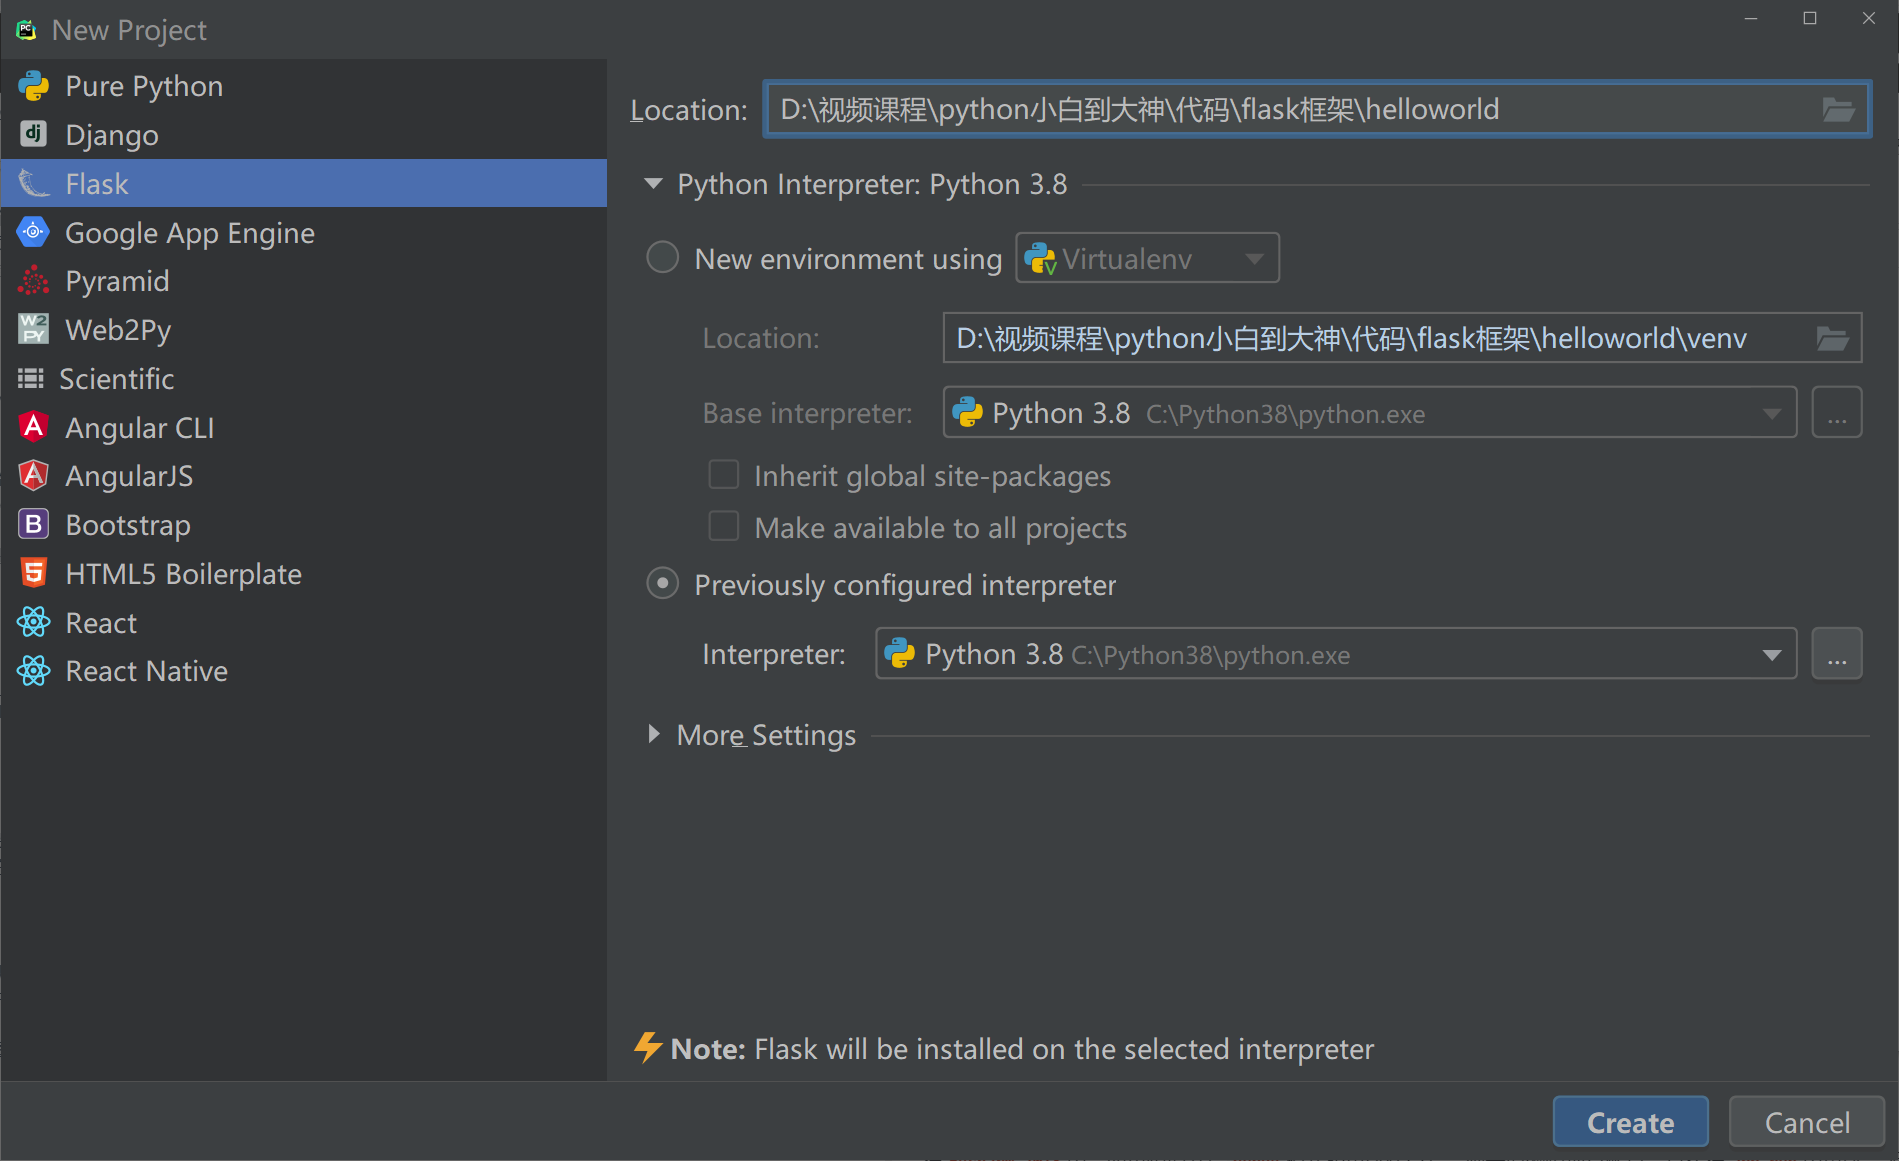 New Project
Pure Python
Django
Flask
Google App Engine
Pyramid
Web2Py
Scientific
Angular CLI
AngularJS
Bootstrap
HTML5 Boilerplate
React
React Native
Location: D:\视频课程\python小白到大神\代码\flask框架\helloworld
Python Interpreter: Python 3.8
New environment using Virtualenv
Location: D:\视频课程\python小白到大神\代码\flask框架\helloworld\venv
Base interpreter: Python 3.8 C:\Python38\python.exe ...
Inherit global site-packages
Make available to all projects
Previously configured interpreter
Interpreter: Python 3.8 C:\Python38\python.exe ...
More Settings
Note: Flask will be installed on the selected interpreter
Create Cancel